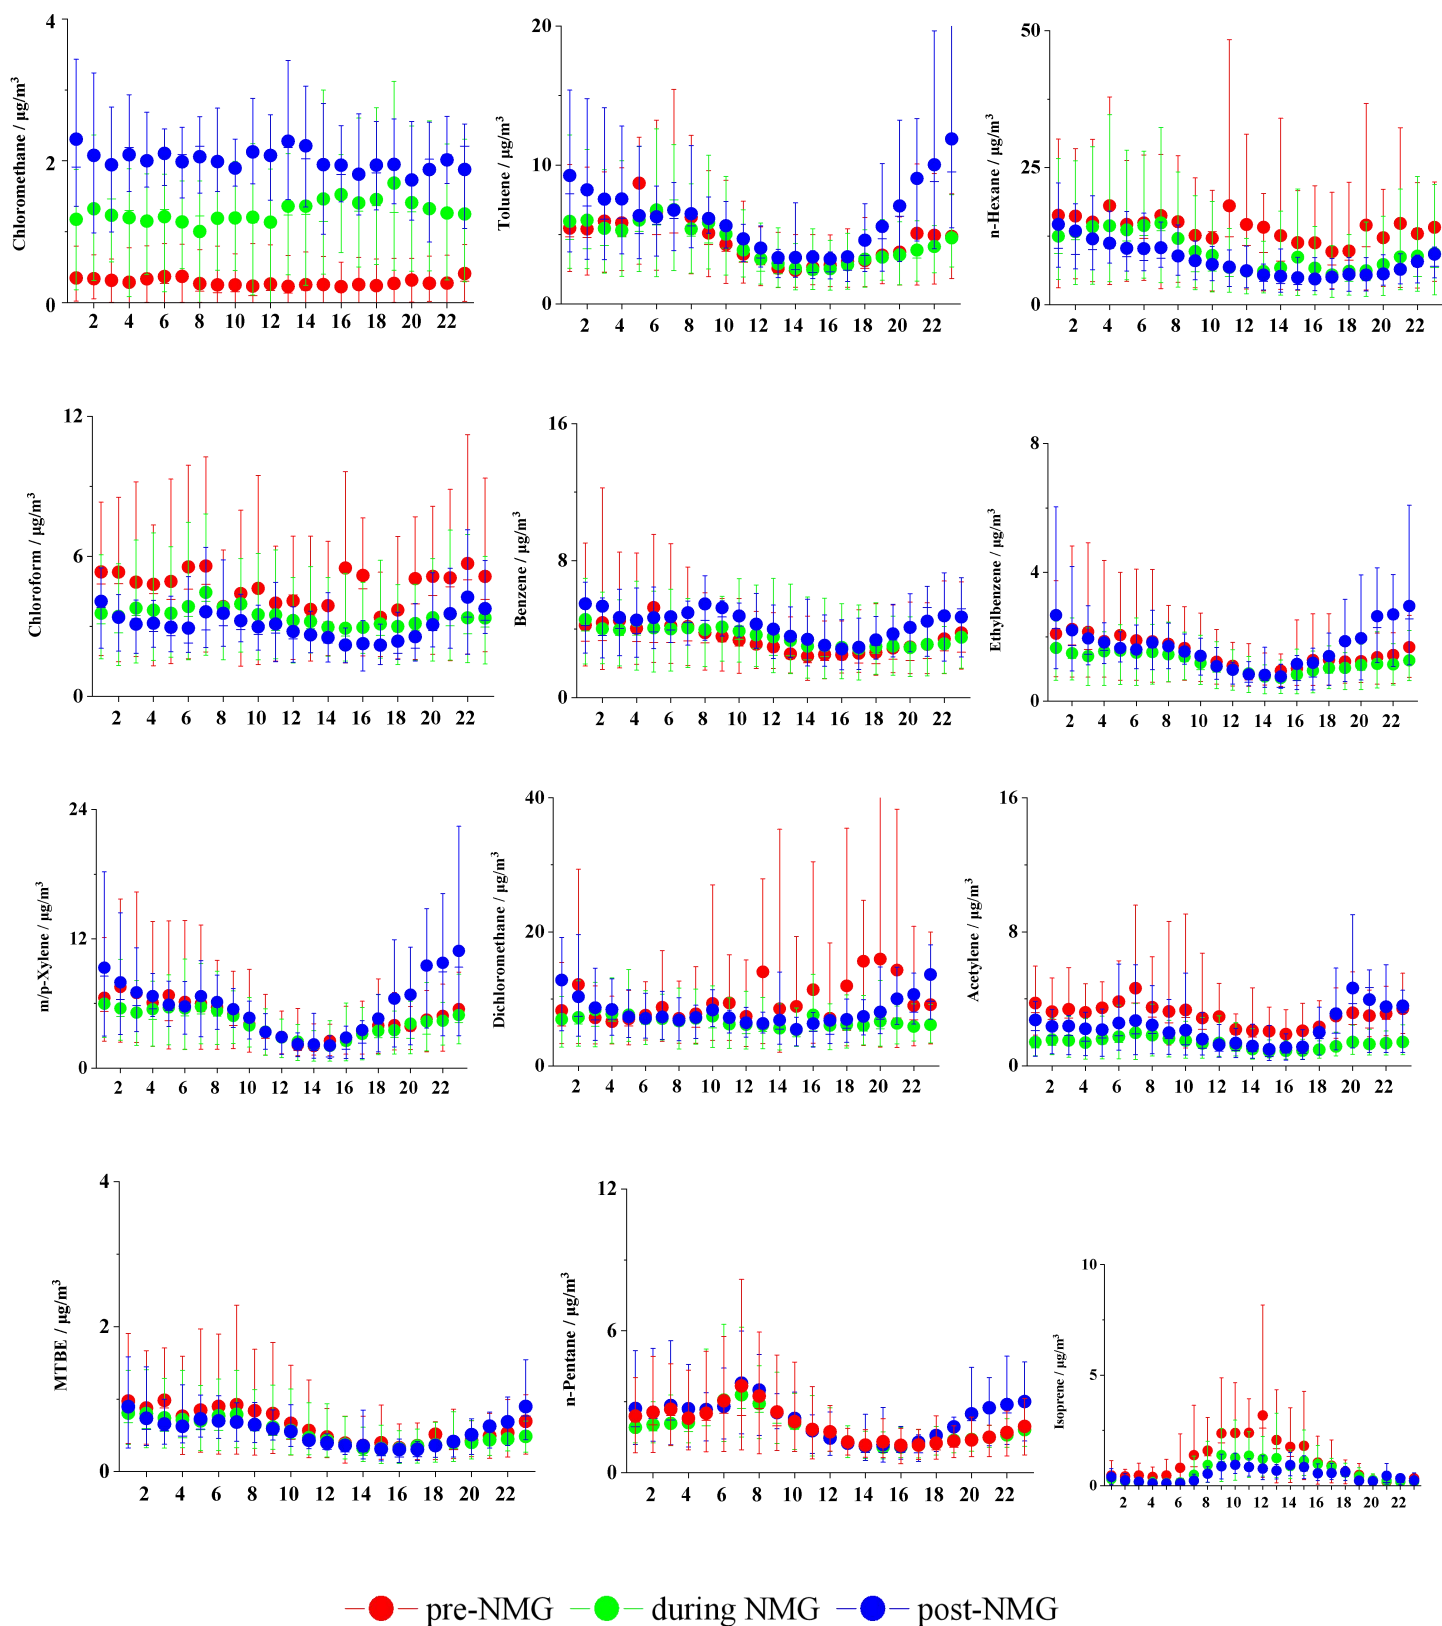 Chloromethane / μg/m³
4
2
0
2 4 6 8 10 12 14 16 18 20 22
Toluene / μg/m³
20
10
0
2 4 6 8 10 12 14 16 18 20 22
n-Hexane / μg/m³
50
25
0
2 4 6 8 10 12 14 16 18 20 22
Chloroform / μg/m³
12
6
0
2 4 6 8 10 12 14 16 18 20 22
Benzene / μg/m³
16
8
0
2 4 6 8 10 12 14 16 18 20 22
Ethylbenzene / μg/m³
8
4
0
2 4 6 8 10 12 14 16 18 20 22
m/p-Xylene / μg/m³
24
12
0
2 4 6 8 10 12 14 16 18 20 22
Dichloromethane / μg/m³
40
20
0
2 4 6 8 10 12 14 16 18 20 22
Acetylene / μg/m³
16
8
0
2 4 6 8 10 12 14 16 18 20 22
MTBE / μg/m³
4
2
0
2 4 6 8 10 12 14 16 18 20 22
n-Pentane / μg/m³
12
6
0
2 4 6 8 10 12 14 16 18 20 22
Isoprene / μg/m³
10
5
0
2 4 6 8 10 12 14 16 18 20 22
pre-NMG during NMG post-NMG